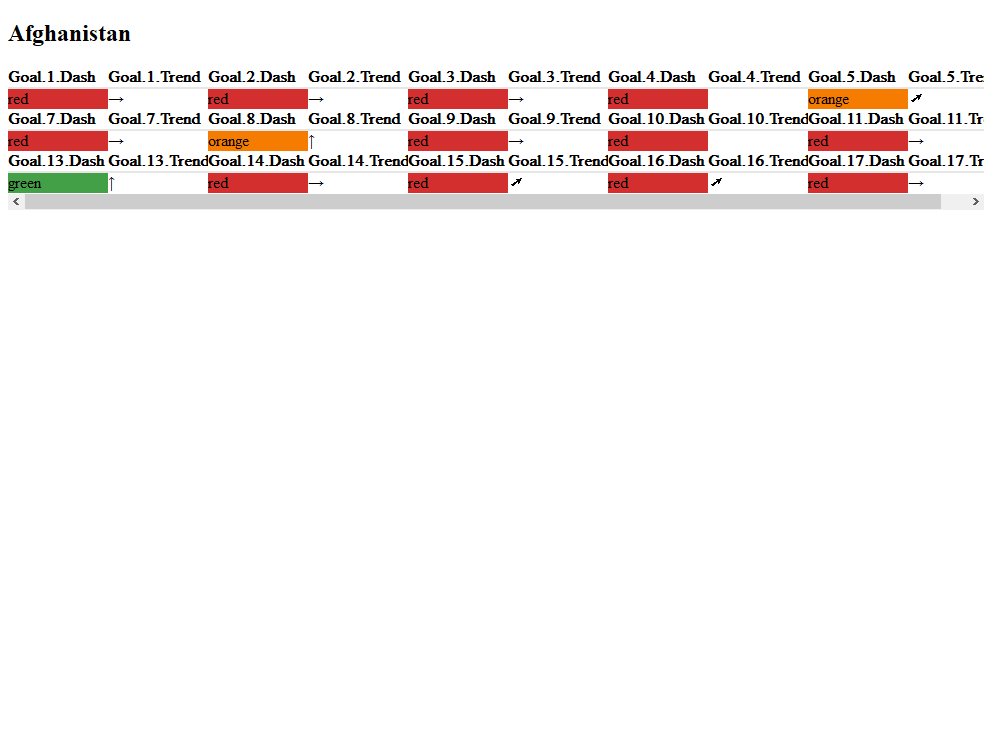 Afghanistan
Goal.1.Dash Goal.1.Trend Goal.2.Dash Goal.2.Trend Goal.3.Dash Goal.3.Trend Goal.4.Dash Goal.4.Trend Goal.5.Dash Goal.5.Tre
red → red → red → red orange ➚
Goal.7.Dash Goal.7.Trend Goal.8.Dash Goal.8.Trend Goal.9.Dash Goal.9.Trend Goal.10.Dash Goal.10.Trend Goal.11.Dash Goal.11.Tr
red → orange ↑ red → red red →
Goal.13.Dash Goal.13.Trend Goal.14.Dash Goal.14.Trend Goal.15.Dash Goal.15.Trend Goal.16.Dash Goal.16.Trend Goal.17.Dash Goal.17.Tr
green ↑ red → red ➚ red ➚ red →